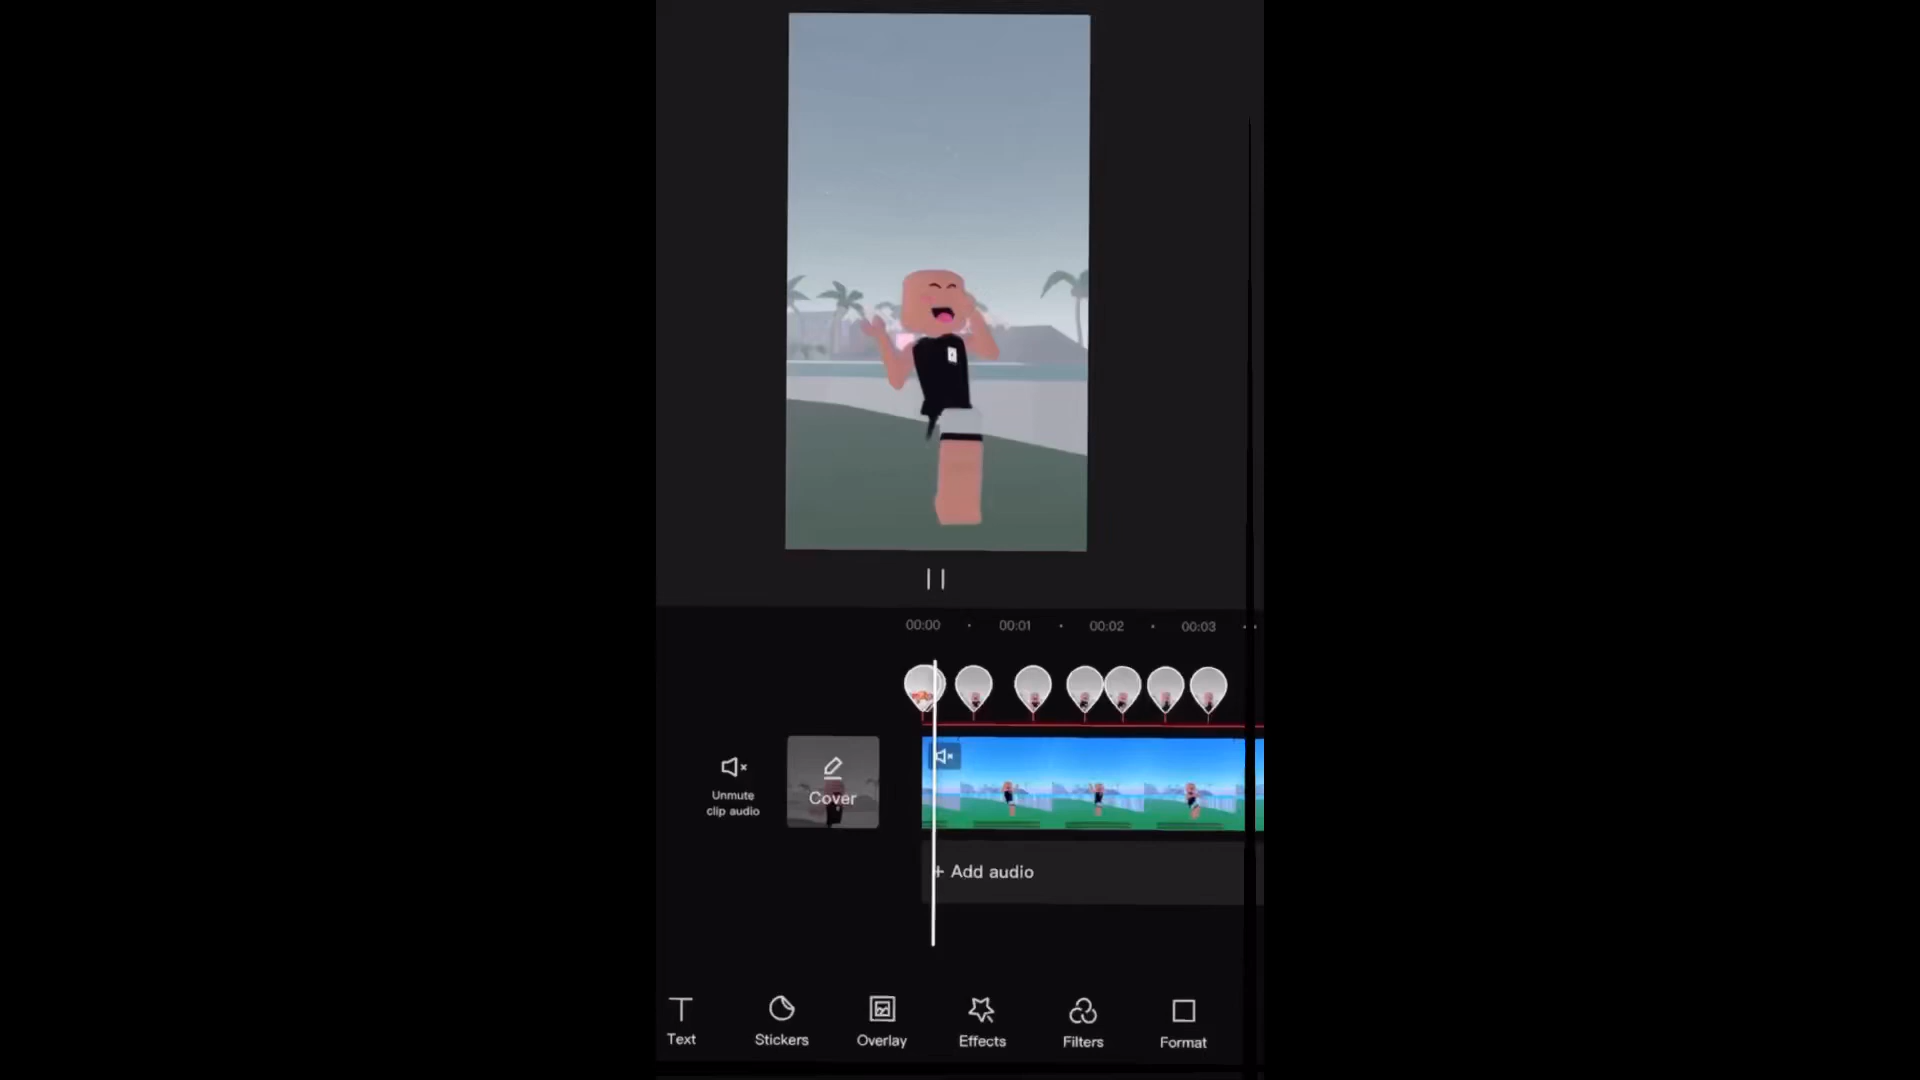 00:00
00:01
00:02
00:03
Unmute
clip audio
Cover
+ Add audio
Text
Stickers
Overlay
Effects
Filters
Format